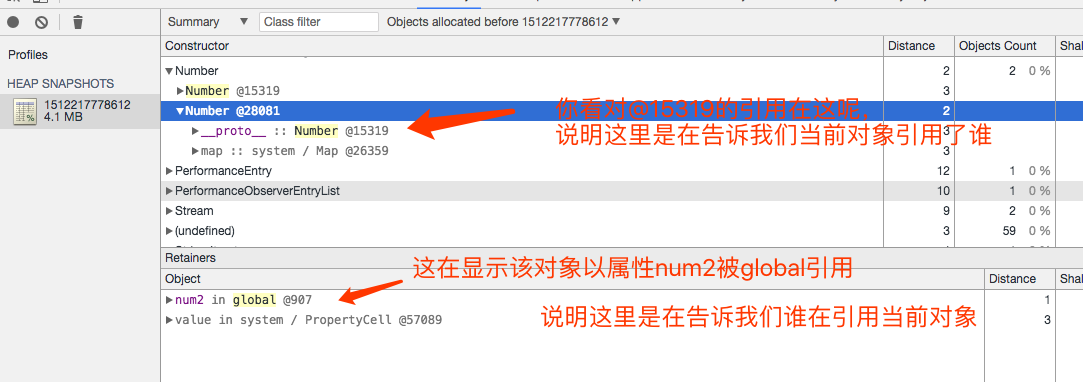 Summary ▼ Class filter Objects allocated before 1512217778612 ▼
Profiles
HEAP SNAPSHOTS
1512217778612
4.1 MB
Constructor Distance Objects Count Shal
▼Number 2 2 0 %
▶Number @15319 3
▼Number @28081 2
▶__proto__ :: Number @15319 3
▶map :: system / Map @26359 3
▶PerformanceEntry 12 1 0 %
▶PerformanceObserverEntryList 10 1 0 %
▶Stream 9 2 0 %
▶(undefined) 3 59 0 %
你看对@15319的引用在这呢,
说明这里是在告诉我们当前对象引用了谁
Retainers
Object Distance Shal
▶num2 in global @907 1
▶value in system / PropertyCell @57089 3
这在显示该对象以属性num2被global引用
说明这里是在告诉我们谁在引用当前对象